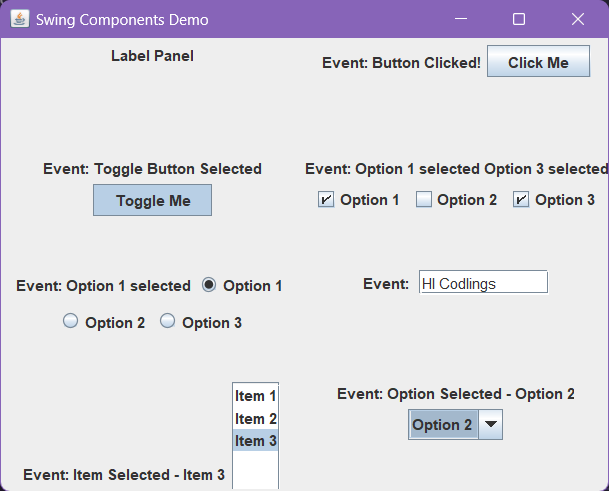 Swing Components Demo
Label Panel
Event: Button Clicked! Click Me
Event: Toggle Button Selected
Toggle Me
Event: Option 1 selected Option 3 selected
Option 1 Option 2 Option 3
Event: Option 1 selected Option 1
Option 2 Option 3
Event: HI Codlings
Item 1
Item 2
Item 3
Event: Item Selected - Item 3
Event: Option Selected - Option 2
Option 2